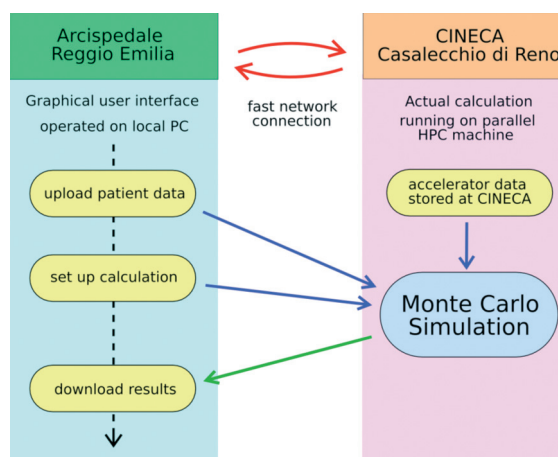 Arcispedale
Reggio Emilia
CINECA
Casalecchio di Reno
Graphical user interface
operated on local PC
fast network
connection
Actual calculation
running on parallel
HPC machine
upload patient data
accelerator data
stored at CINECA
set up calculation
Monte Carlo
Simulation
download results